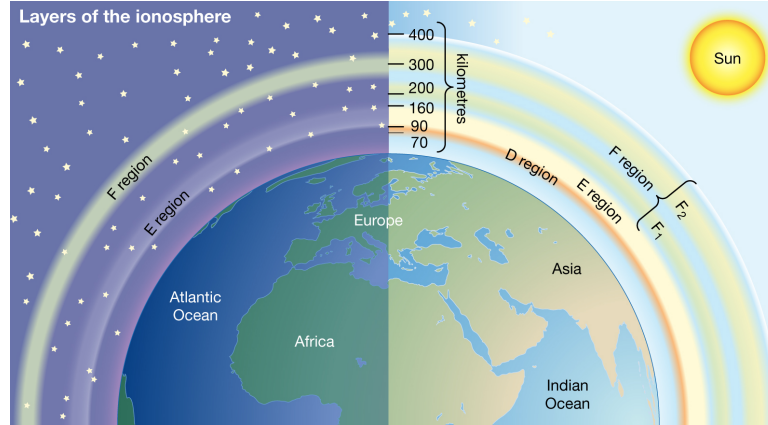 Layers of the ionosphere
400
300
200
160
90
70
kilometres
Sun
F region
E region
D region
E region
F region
F₁
F₂
Europe
Asia
Atlantic
Ocean
Africa
Indian
Ocean